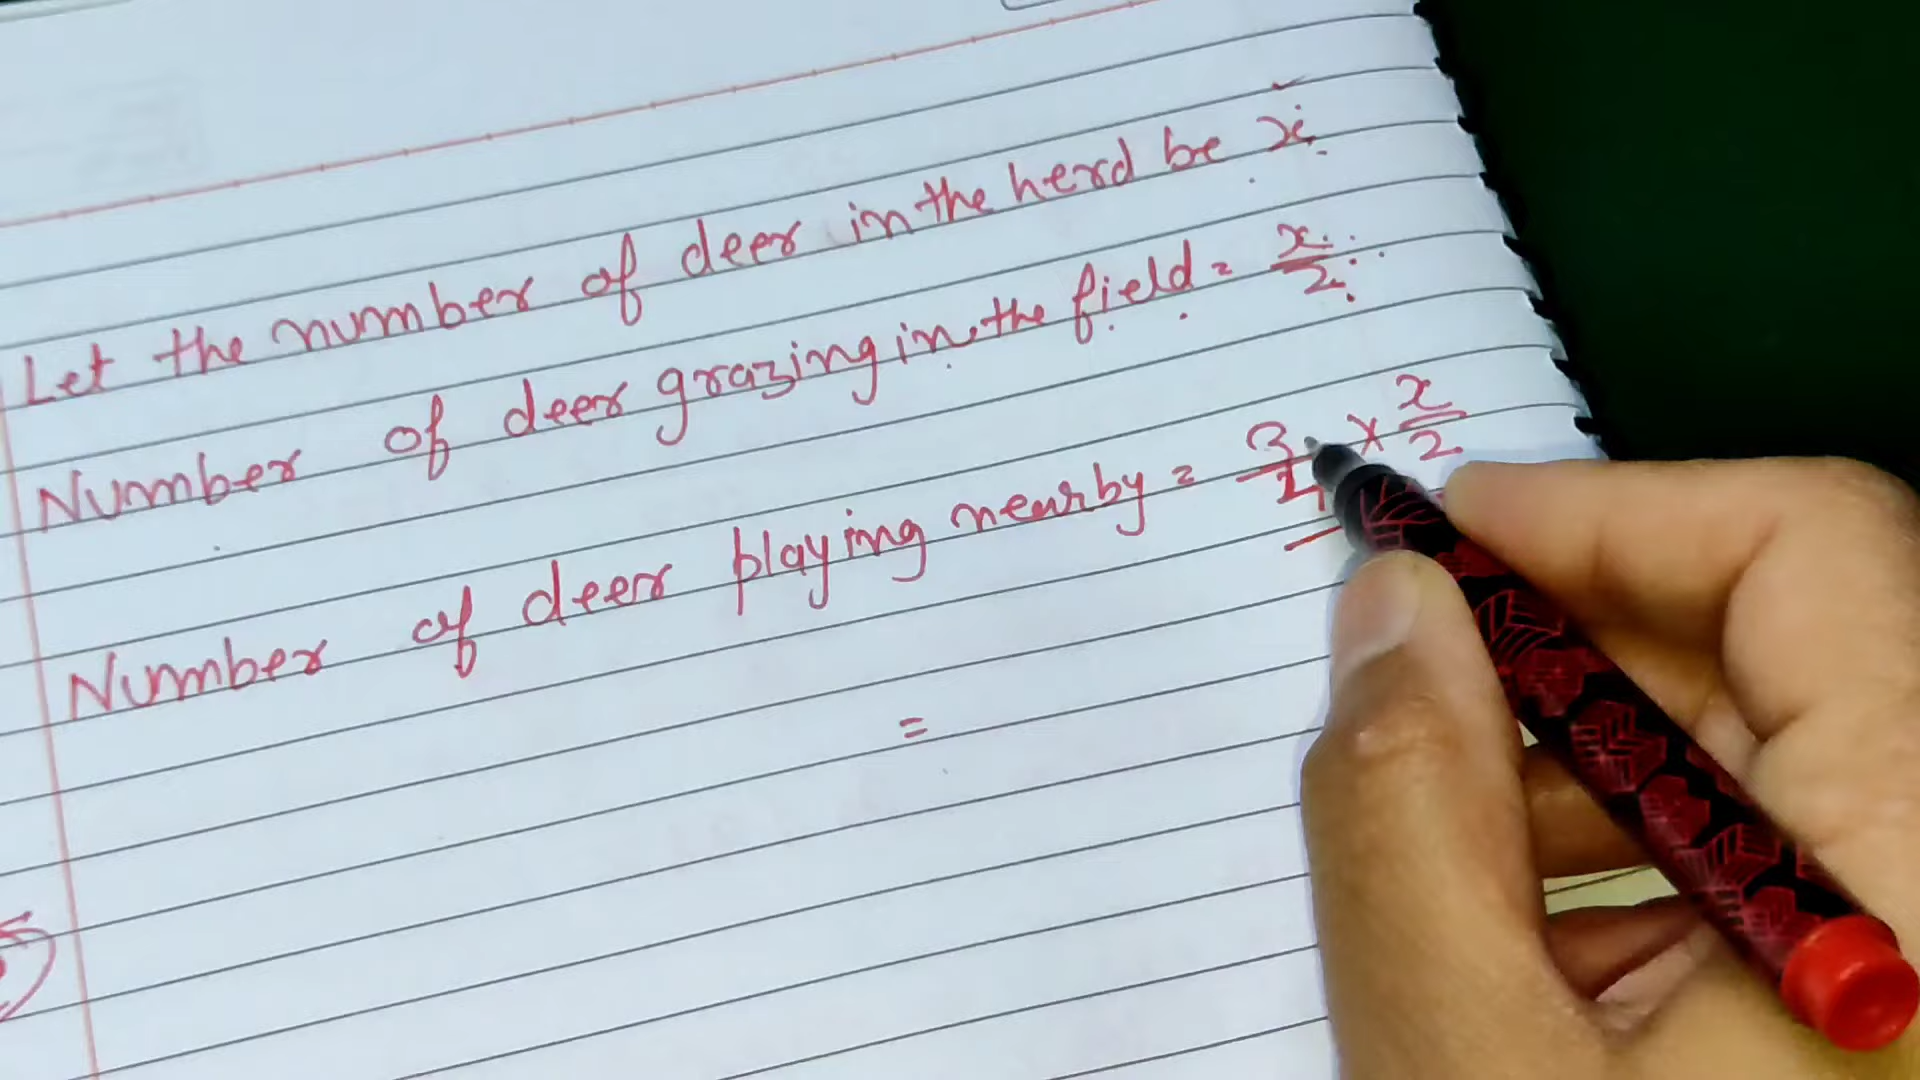 Let the number of deer in the herd be x.
Number of deer grazing in the field = x/2
Number of deer playing nearby = 3/4 × x/2
=